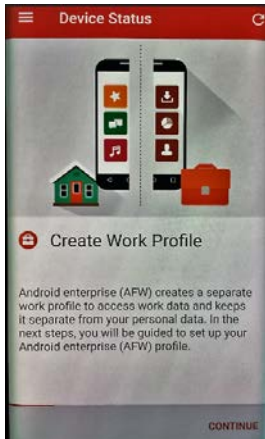 Device Status
Create Work Profile
Android enterprise (AFW) creates a separate
work profile to access work data and keeps
it separate from your personal data. In the
next steps, you will be guided to set up your
Android enterprise (AFW) profile.
CONTINUE